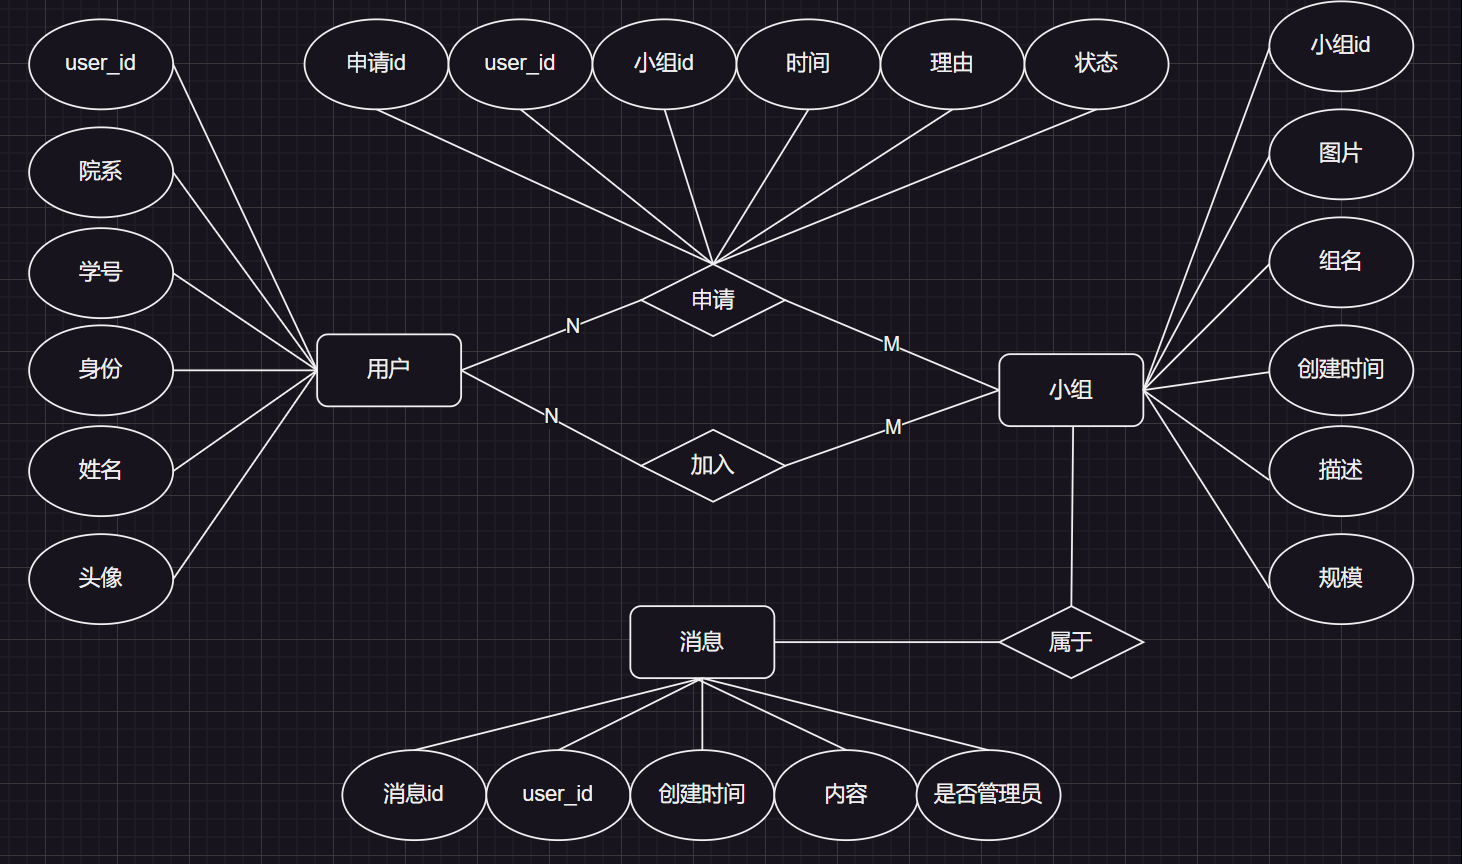 user_id
申请id
user_id
小组id
时间
理由
状态
小组id
院系
图片
学号
组名
申请
N
M
身份
用户
小组
创建时间
N
M
姓名
加入
描述
头像
规模
消息
属于
消息id
user_id
创建时间
内容
是否管理员